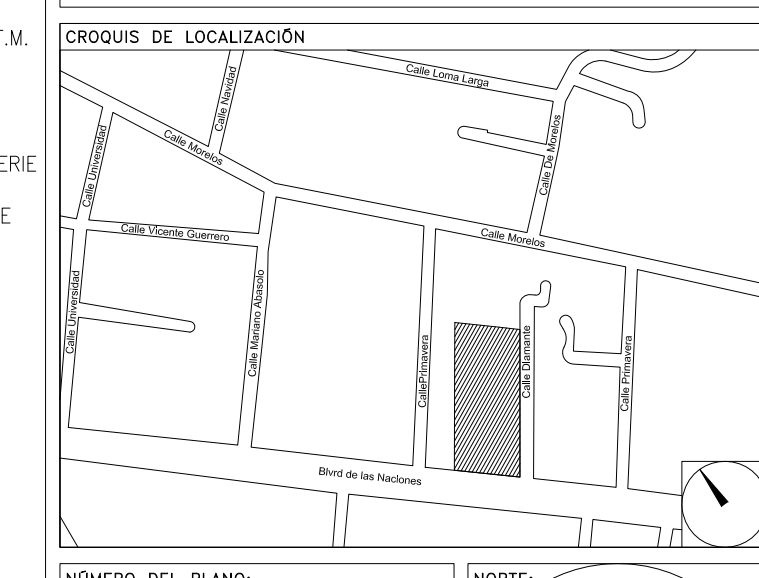 T.M.
ERIE
E
CROQUIS DE LOCALIZACIÓN
Calle Loma Larga
Calle Navidad
Calle De Morelos
Calle Morelos
Calle Universidad
Calle Vicente Guerrero
Calle Morelos
Calle Universidad
Calle Mariano Abasolo
CallePrimavera
Calle Diamante
Calle Primavera
Blvrd de las Naciones
NÚMERO DEL PLANO:
NORTE: